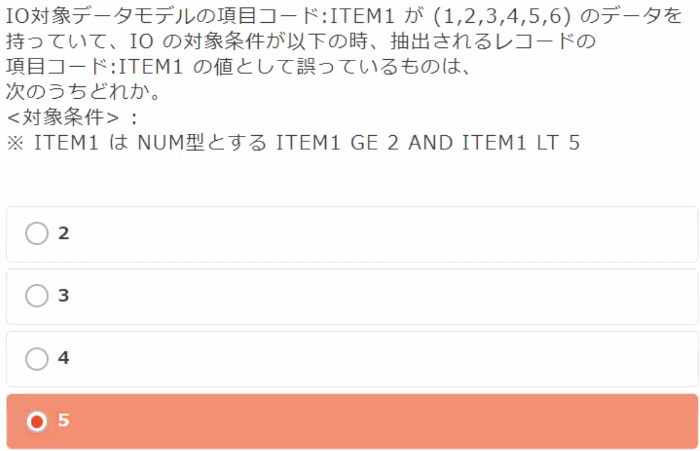 IO対象データモデルの項目コード:ITEM1 が (1,2,3,4,5,6) のデータを
持っていて、IO の対象条件が以下の時、抽出されるレコードの
項目コード:ITEM1 の値として誤っているものは、
次のうちどれか。
<対象条件> :
※ ITEM1 は NUM型とする ITEM1 GE 2 AND ITEM1 LT 5
2
3
4
5